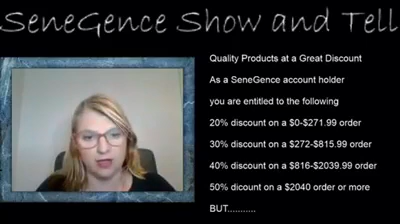 SeneGence Show and Tell
Quality Products at a Great Discount
As a SeneGence account holder
you are entitled to the following
20% discount on a $0-$271.99 order
30% discount on a $272-$815.99 order
40% discount on a $816-$2039.99 order
50% dicount on a $2040 order or more
BUT...........